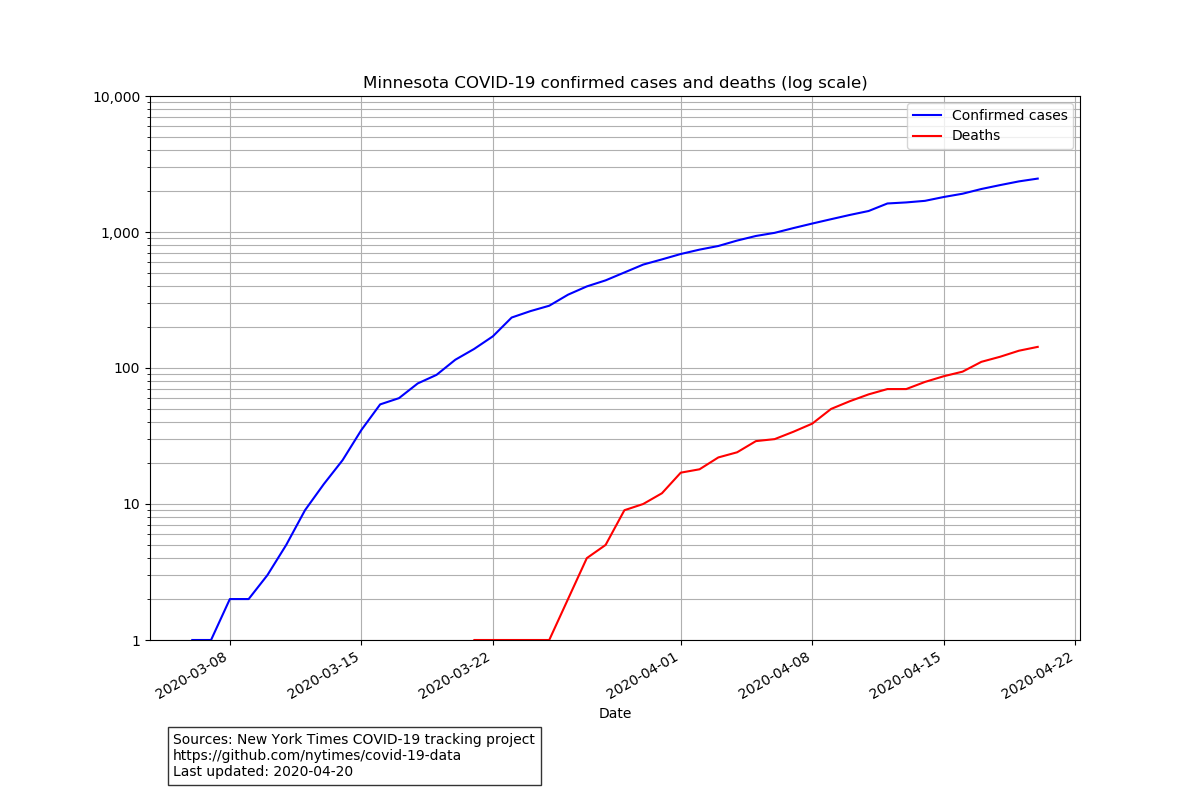 Minnesota COVID-19 confirmed cases and deaths (log scale)
10,000
1,000
100
10
1
Confirmed cases
Deaths
2020-03-08
2020-03-15
2020-03-22
2020-04-01
2020-04-08
2020-04-15
2020-04-22
Date
Sources: New York Times COVID-19 tracking project
https://github.com/nytimes/covid-19-data
Last updated: 2020-04-20